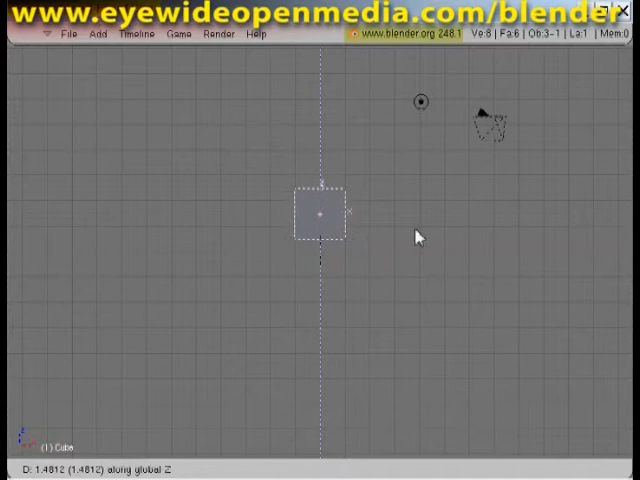 www.eyewideopenmedia.com/blender
File Add Timeline Game Render Help www.blender.org 248.1 Ve:8 | Fa:6 | Ob:3-1 | La:1 | Mem:0
z
x
z
(1) Cube
D: 1.4812 (1.4812) along global Z